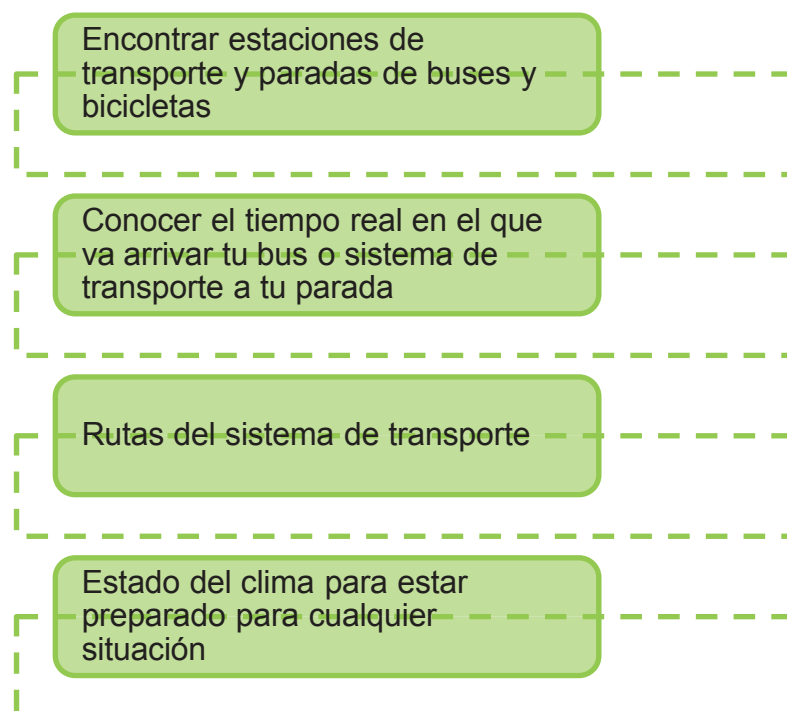 Encontrar estaciones de
transporte y paradas de buses y
bicicletas
Conocer el tiempo real en el que
va arrivar tu bus o sistema de
transporte a tu parada
Rutas del sistema de transporte
Estado del clima para estar
preparado para cualquier
situación